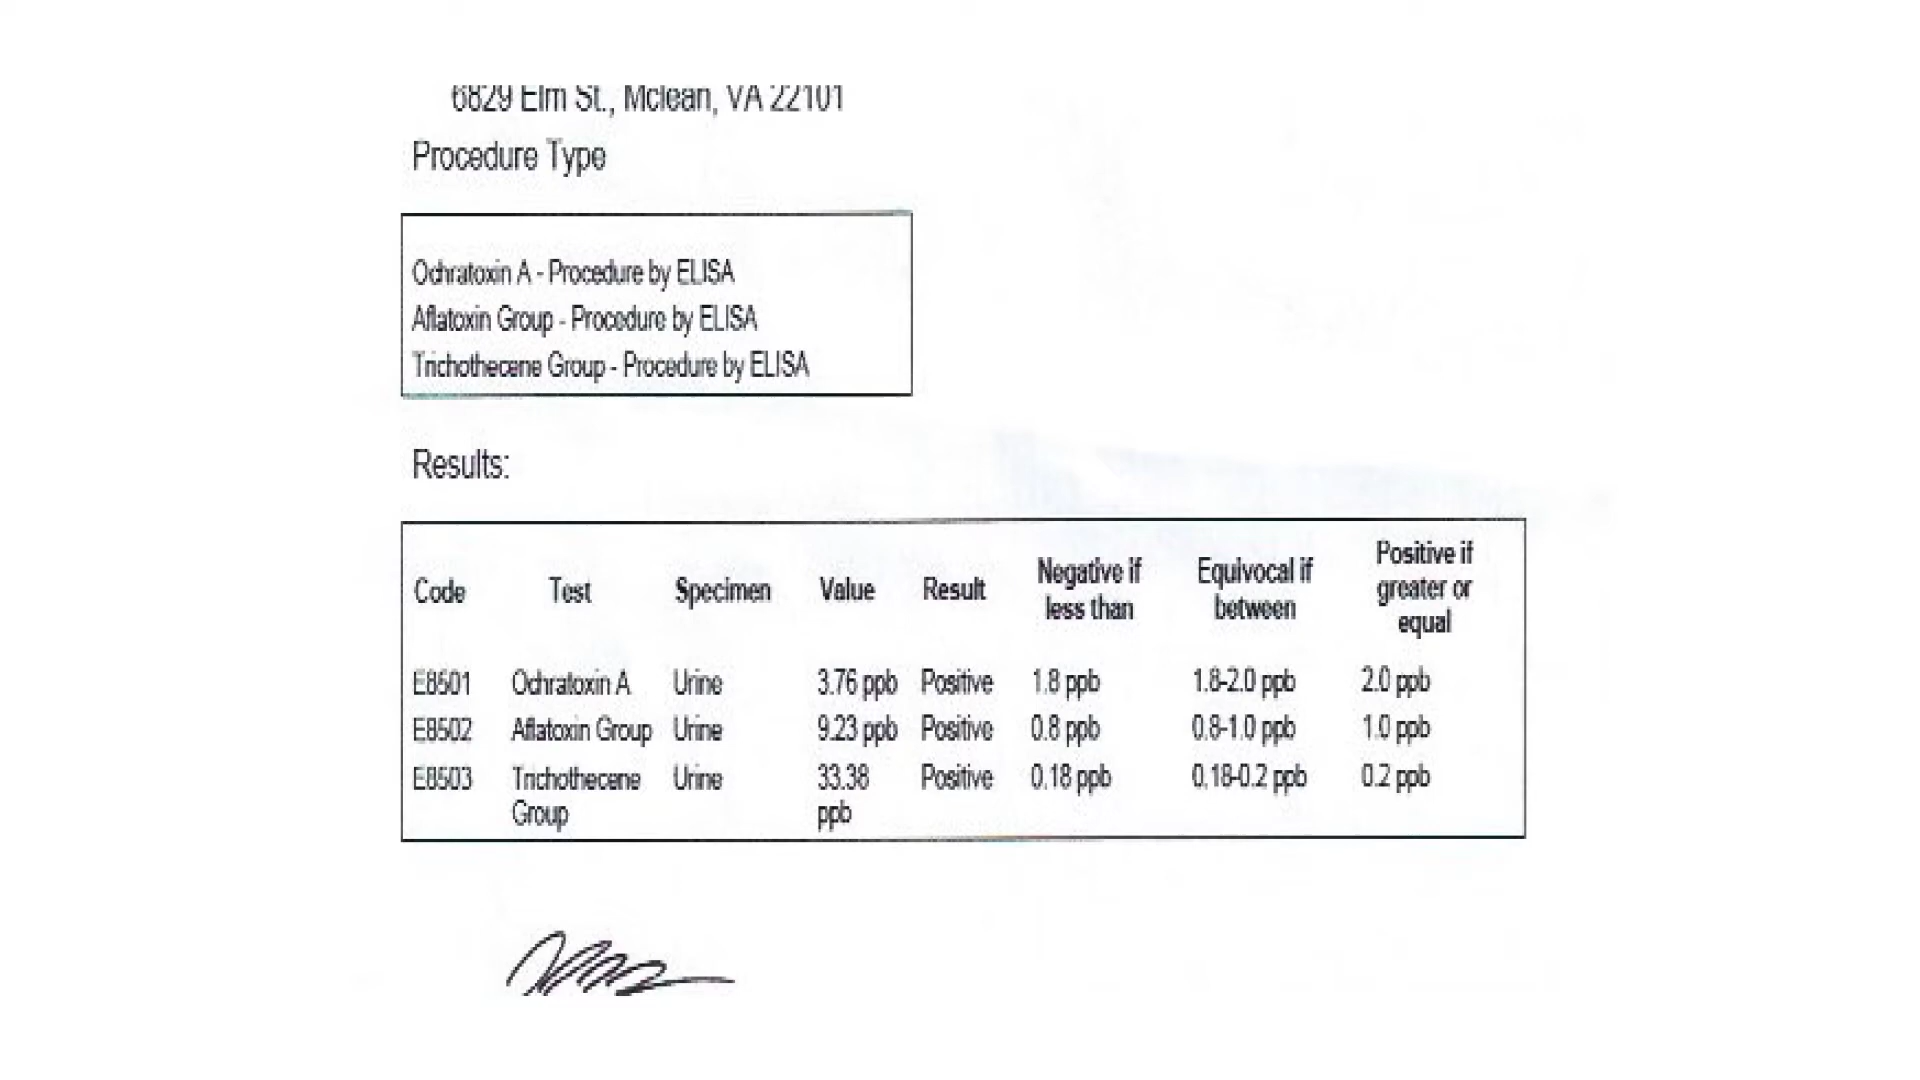 6829 Elm St., Mclean, VA 22101
Procedure Type
Ochratoxin A - Procedure by ELISA
Aflatoxin Group - Procedure by ELISA
Trichothecene Group - Procedure by ELISA
Results:
Code Test Specimen Value Result Negative if less than Equivocal if between Positive if greater or equal
E8501 Ochratoxin A Urine 3.76 ppb Positive 1.8 ppb 1.8-2.0 ppb 2.0 ppb
E8502 Aflatoxin Group Urine 9.23 ppb Positive 0.8 ppb 0.8-1.0 ppb 1.0 ppb
E8503 Trichothecene Group Urine 33.38 ppb Positive 0.18 ppb 0.18-0.2 ppb 0.2 ppb